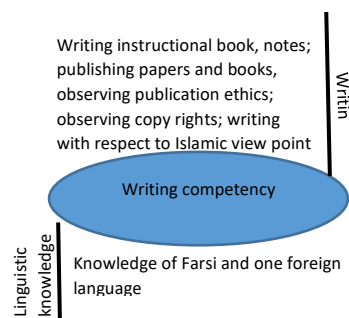 Writing instructional book, notes;
publishing papers and books,
observing publication ethics;
observing copy rights; writing
with respect to Islamic view point
Writin
Writing competency
Linguistic
knowledge
Knowledge of Farsi and one foreign
language